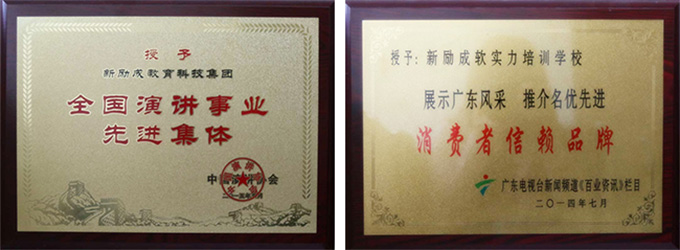 授予
新励成教育科技集团
全国演讲事业
先进集体
授予：新励成软实力培训学校
展示广东风采 推介名优先进
消费者信赖品牌
广东电视台新闻频道《百业资讯》栏目
二〇一四年七月